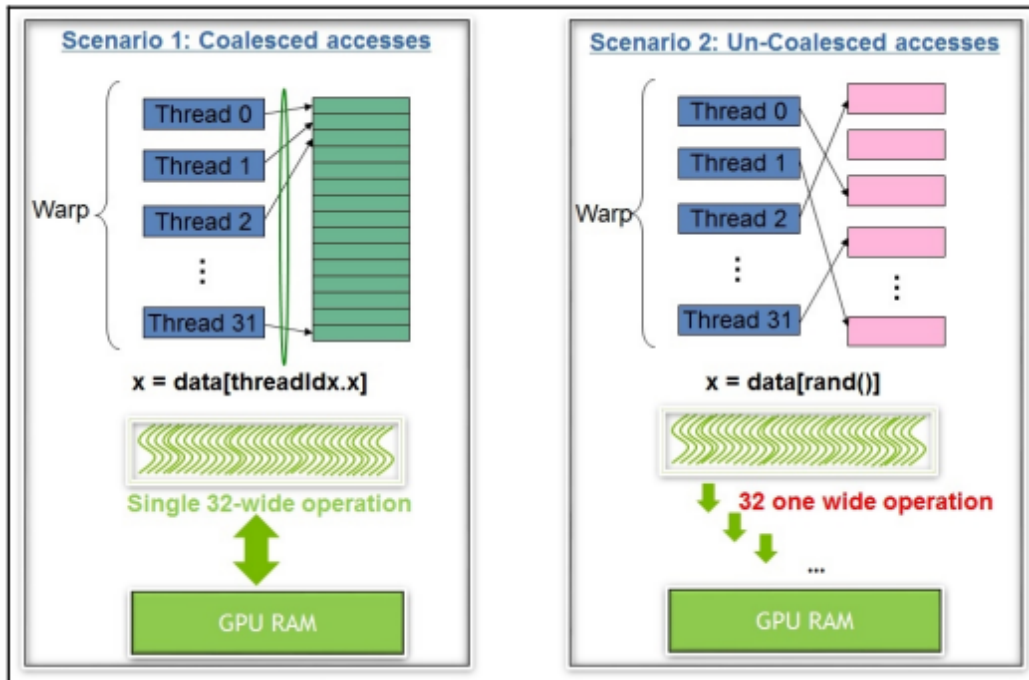 Scenario 1: Coalesced accesses
Thread 0
Thread 1
Warp
Thread 2
⋮
Thread 31
x = data[threadIdx.x]
Single 32-wide operation
GPU RAM
Scenario 2: Un-Coalesced accesses
Thread 0
Thread 1
Warp
Thread 2
⋮
⋮
Thread 31
x = data[rand()]
32 one wide operation
...
GPU RAM